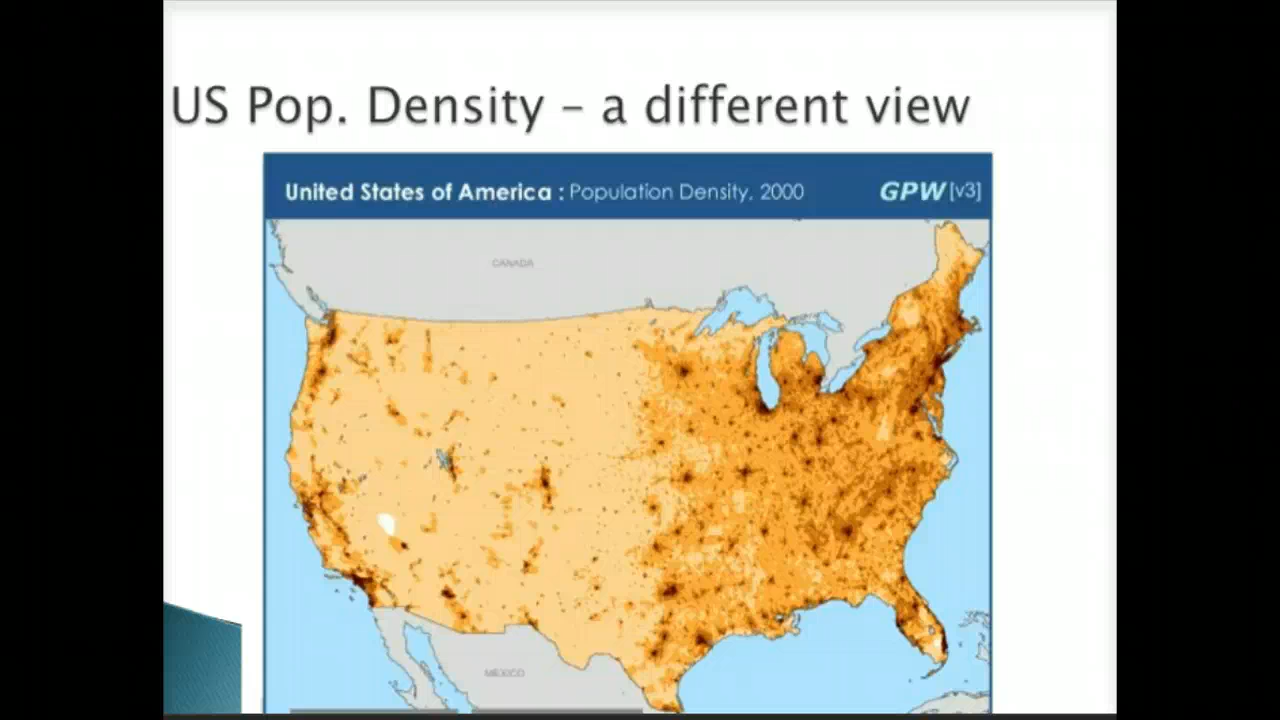 US Pop. Density – a different view
United States of America : Population Density, 2000 GPW [v3]
CANADA
MEXICO